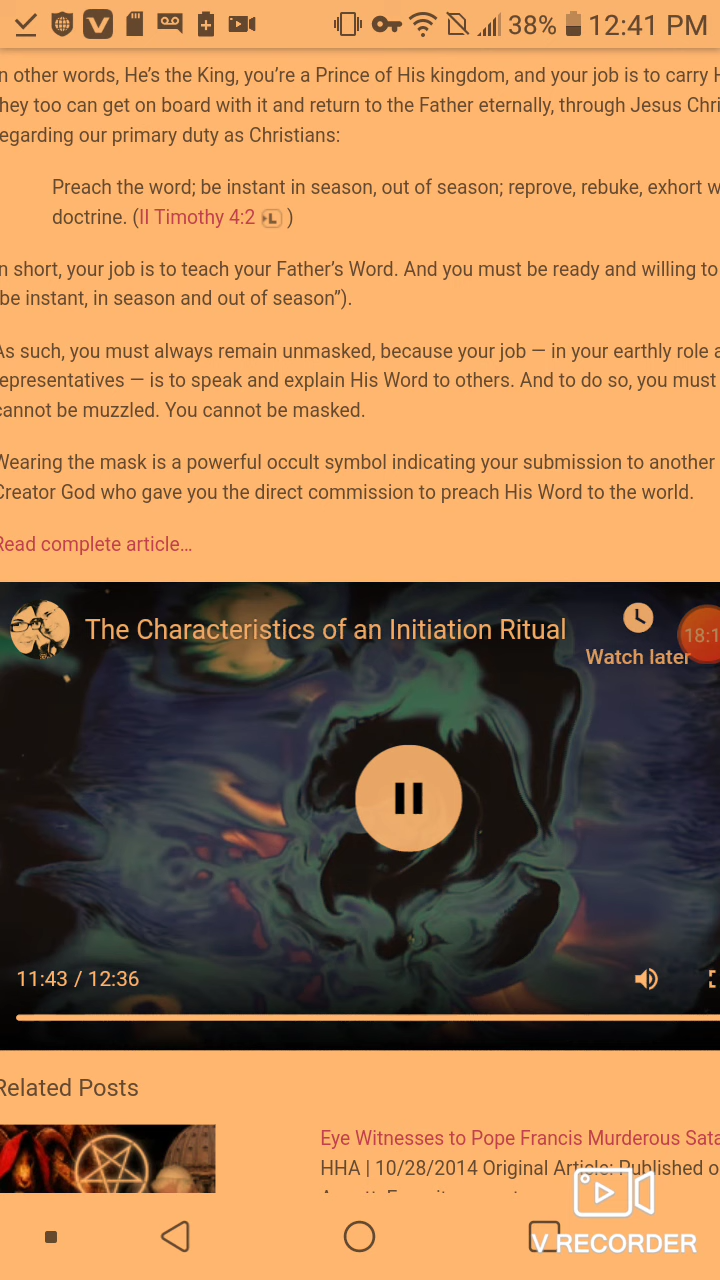 38% 12:41 PM
n other words, He's the King, you're a Prince of His kingdom, and your job is to carry H
hey too can get on board with it and return to the Father eternally, through Jesus Chri
egarding our primary duty as Christians:
Preach the word; be instant in season, out of season; reprove, rebuke, exhort w
doctrine. (II Timothy 4:2 L )
n short, your job is to teach your Father's Word. And you must be ready and willing to
be instant, in season and out of season").
As such, you must always remain unmasked, because your job — in your earthly role a
epresentatives — is to speak and explain His Word to others. And to do so, you must
cannot be muzzled. You cannot be masked.
Wearing the mask is a powerful occult symbol indicating your submission to another
Creator God who gave you the direct commission to preach His Word to the world.
Read complete article…
The Characteristics of an Initiation Ritual
Watch later
18:1
11:43 / 12:36
Related Posts
Eye Witnesses to Pope Francis Murderous Sata
HHA | 10/28/2014 Original Article: Published o
V RECORDER